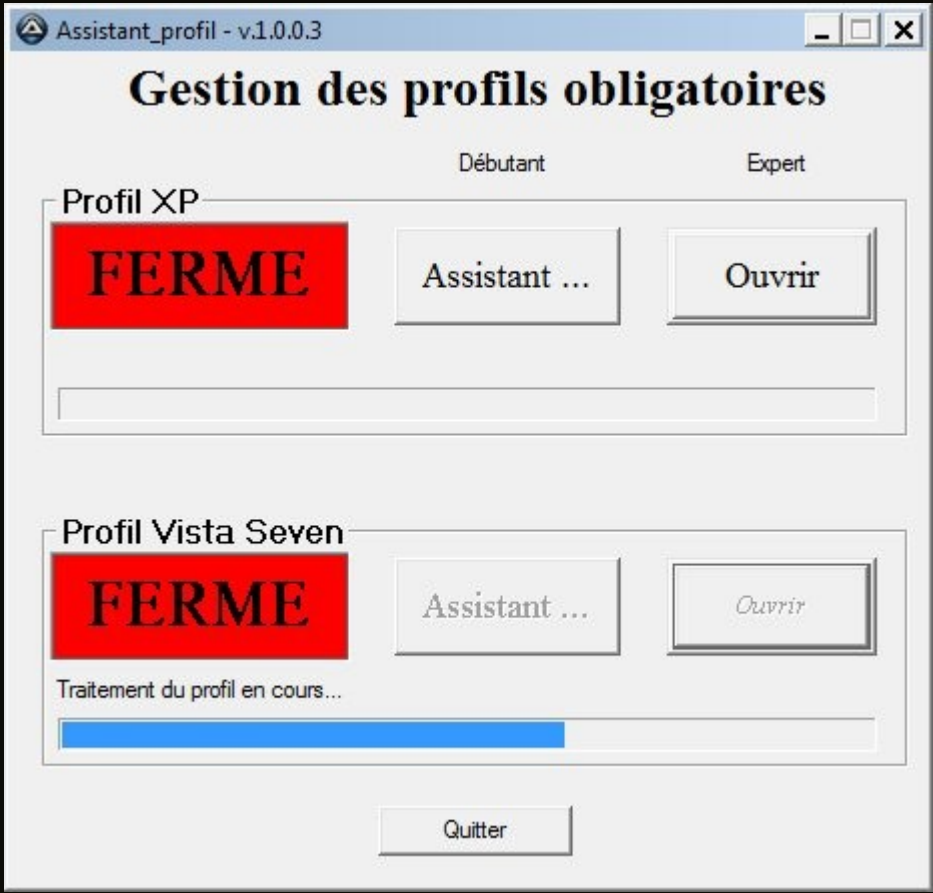 Assistant_profil - v.1.0.0.3
Gestion des profils obligatoires
Débutant Expert
Profil XP
FERME Assistant ... Ouvrir
Profil Vista Seven
FERME Assistant ... Ouvrir
Traitement du profil en cours...
Quitter